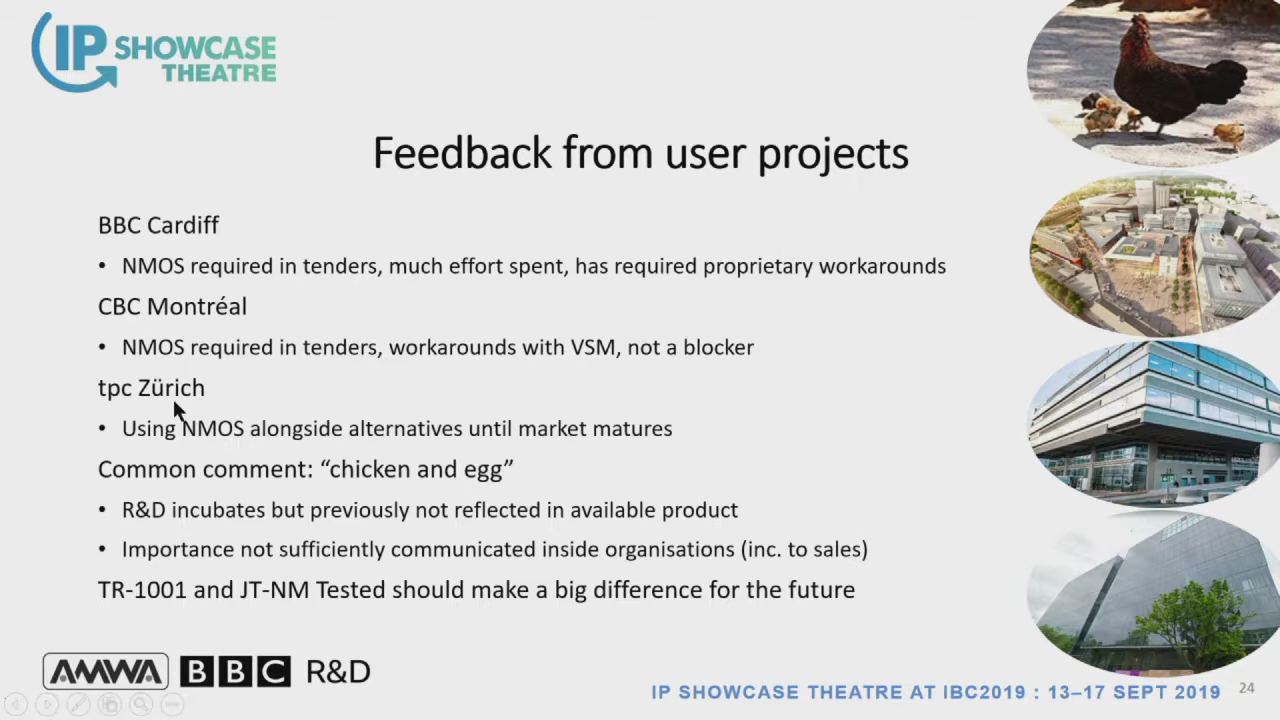 IP SHOWCASE
THEATRE
Feedback from user projects
BBC Cardiff
• NMOS required in tenders, much effort spent, has required proprietary workarounds
CBC Montréal
• NMOS required in tenders, workarounds with VSM, not a blocker
tpc Zürich
• Using NMOS alongside alternatives until market matures
Common comment: “chicken and egg”
• R&D incubates but previously not reflected in available product
• Importance not sufficiently communicated inside organisations (inc. to sales)
TR-1001 and JT-NM Tested should make a big difference for the future
AMWA BBC R&D
IP SHOWCASE THEATRE AT IBC2019 : 13–17 SEPT 2019 24